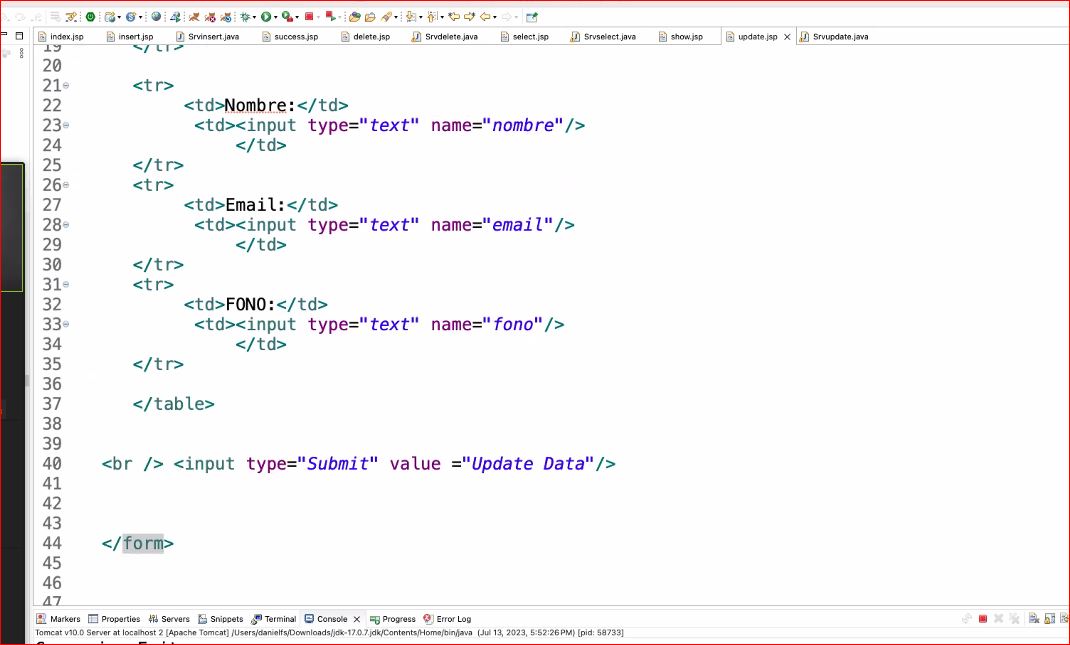 index.jsp insert.jsp Srvinsert.java success.jsp delete.jsp Srvdelete.java select.jsp Srvselect.java show.jsp update.jsp Srvupdate.java
19 </tr>
20
21 <tr>
22 <td>Nombre:</td>
23 <td><input type="text" name="nombre"/>
24 </td>
25 </tr>
26 <tr>
27 <td>Email:</td>
28 <td><input type="text" name="email"/>
29 </td>
30 </tr>
31 <tr>
32 <td>FONO:</td>
33 <td><input type="text" name="fono"/>
34 </td>
35 </tr>
36
37 </table>
38
39
40 <br /> <input type="Submit" value ="Update Data"/>
41
42
43
44 </form>
45
46
47
Markers Properties Servers Snippets Terminal Console Progress Error Log
Tomcat v10.0 Server at localhost 2 [Apache Tomcat] /Users/danielfs/Downloads/jdk-17.0.7.jdk/Contents/Home/bin/java (Jul 13, 2023, 5:52:26 PM) [pid: 58733]